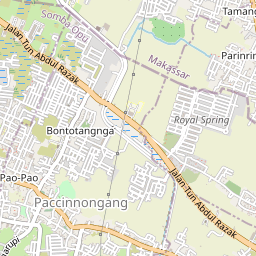 Tamang
Somba Opu
Jalan Tun Abdul Razak
Makassar
Parinrin
Royal Spring
Bontotangnga
Pao-Pao
Jalan Tun Abdul Razak
Paccinnongang
arupi